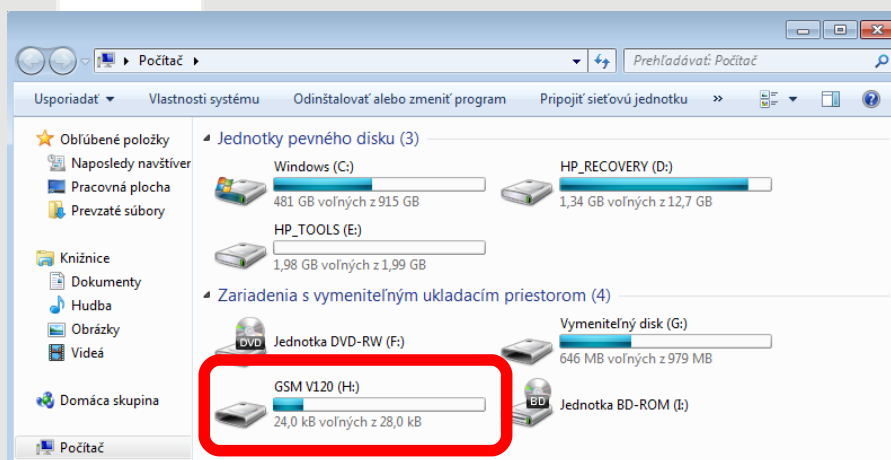 Počítač
Prehľadávať: Počítač
Usporiadať
Vlastnosti systému
Odinštalovať alebo zmeniť program
Pripojiť sieťovú jednotku
»
Obľúbené položky
Naposledy navštíver
Pracovná plocha
Prevzaté súbory
Knižnice
Dokumenty
Hudba
Obrázky
Videá
Domáca skupina
Počítač
Jednotky pevného disku (3)
Windows (C:)
481 GB voľných z 915 GB
HP_RECOVERY (D:)
1,34 GB voľných z 12,7 GB
HP_TOOLS (E:)
1,98 GB voľných z 1,99 GB
Zariadenia s vymeniteľným ukladacím priestorom (4)
DVD
Jednotka DVD-RW (F:)
Vymeniteľný disk (G:)
646 MB voľných z 979 MB
GSM V120 (H:)
24,0 kB voľných z 28,0 kB
BD
Jednotka BD-ROM (I:)